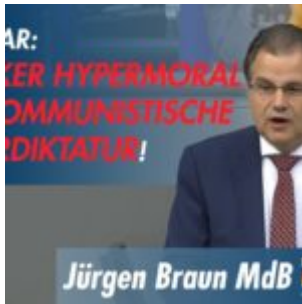 AR:
KER HYPERMORAL
OMMUNISTISCHE
RDIKTATUR!
Jürgen Braun MdB